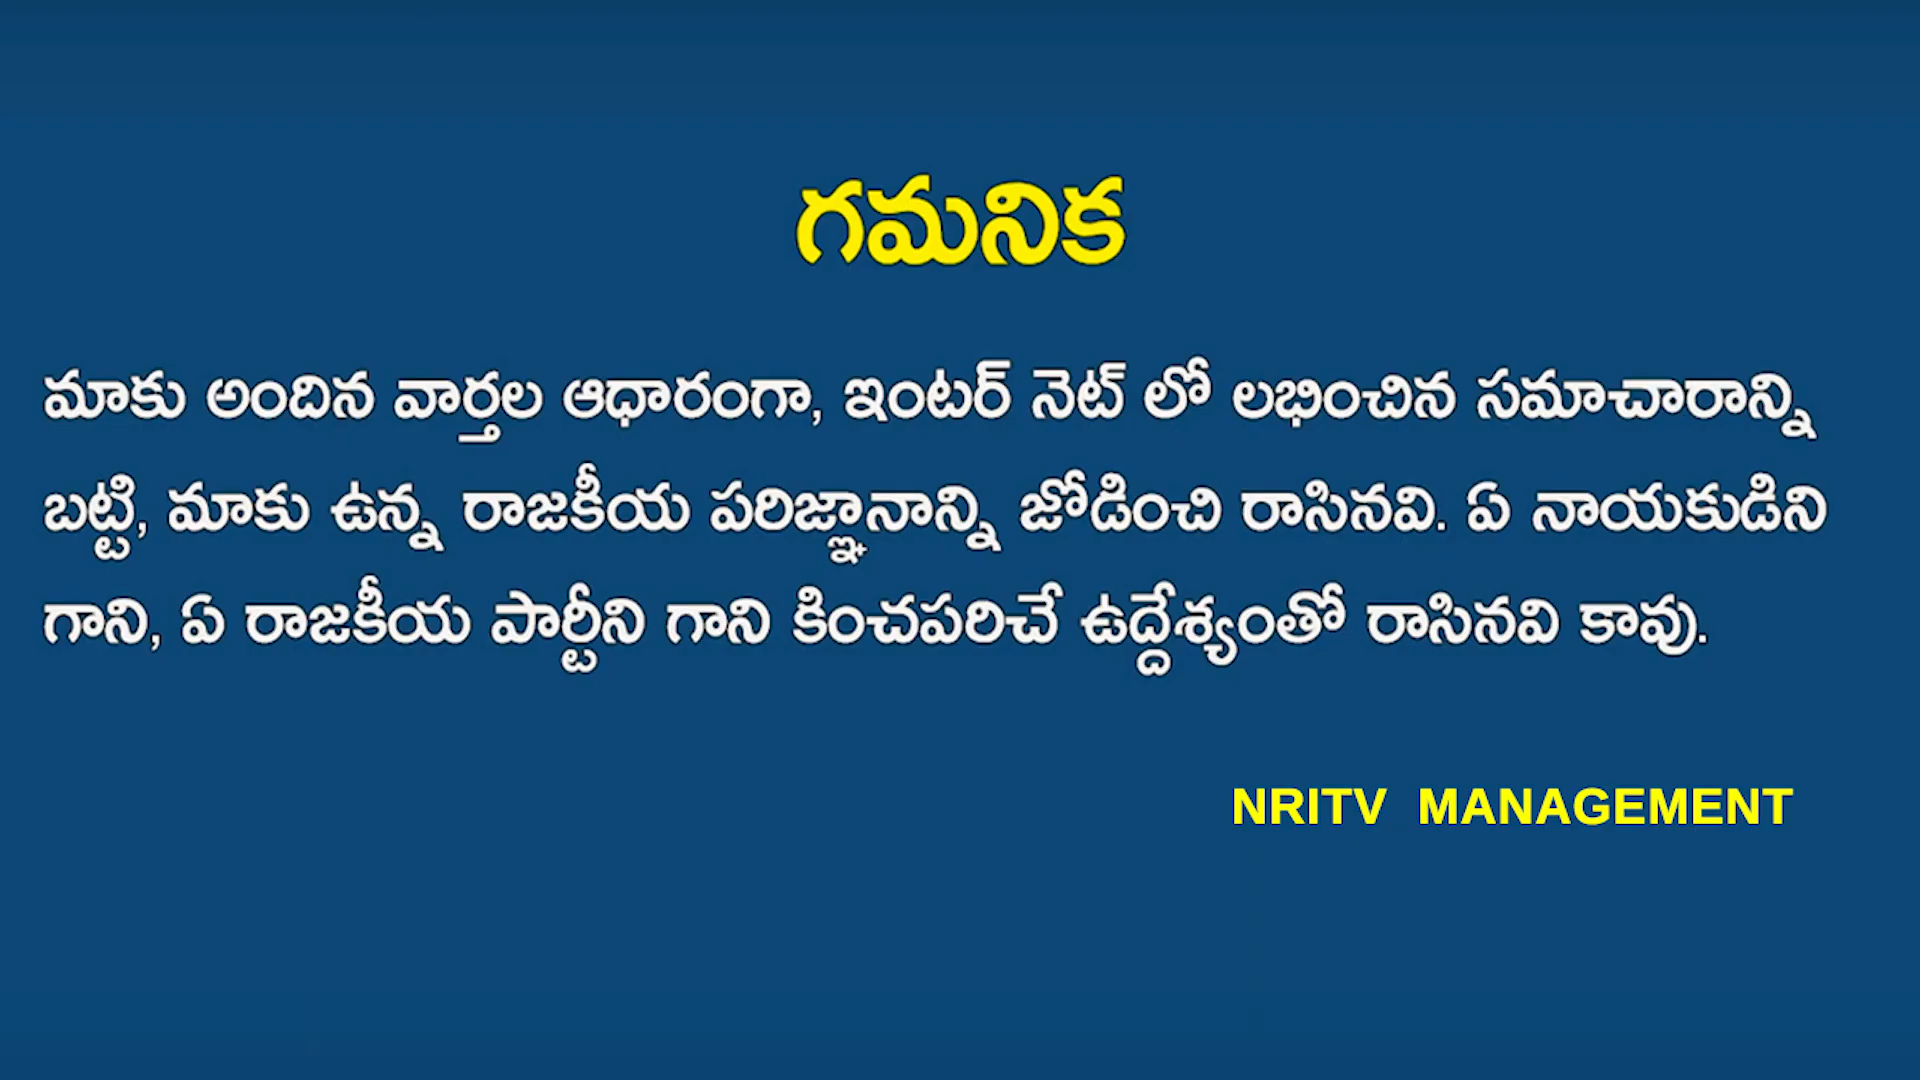 గమనిక
మాకు అందిన వార్తల ఆధారంగా, ఇంటర్ నెట్ లో లభించిన సమాచారాన్ని
బట్టి, మాకు ఉన్న రాజకీయ పరిజ్ఞానాన్ని జోడించి రాసినవి. ఏ నాయకుడిని
గాని, ఏ రాజకీయ పార్టీని గాని కించపరిచే ఉద్దేశ్యంతో రాసినవి కావు.
NRITV MANAGEMENT